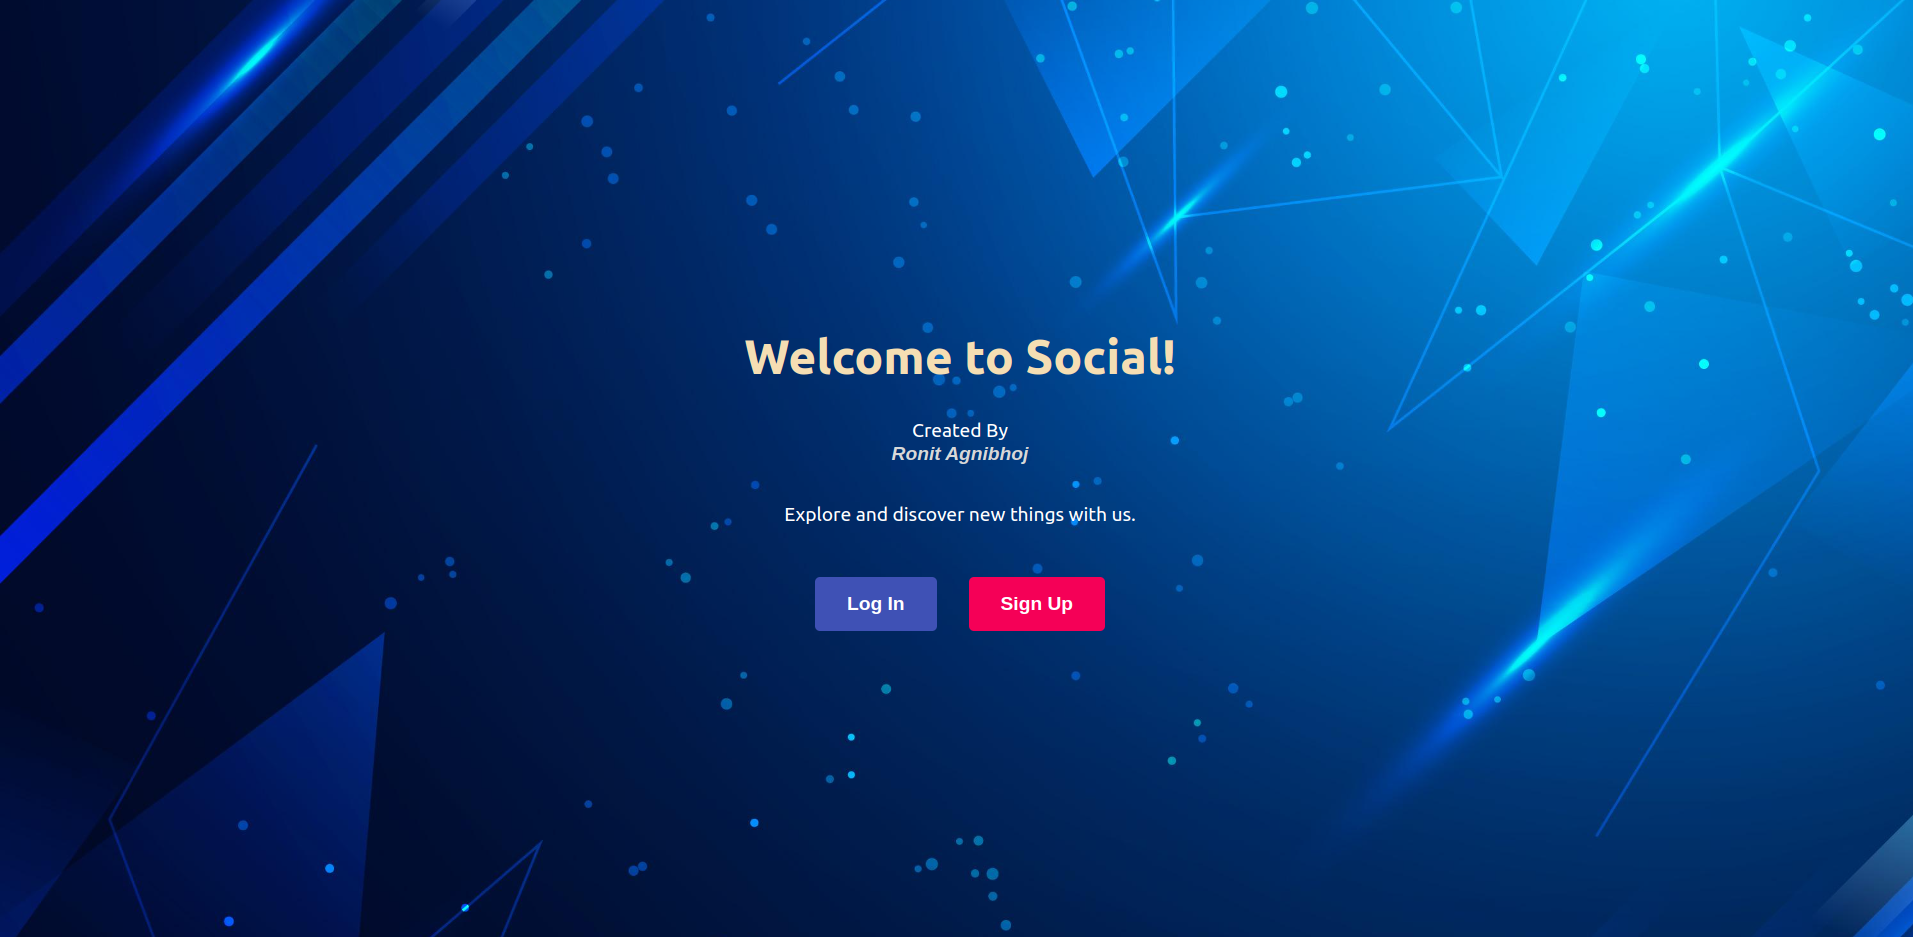 Welcome to Social!
Created By
Ronit Agnibhoj
Explore and discover new things with us.
Log In
Sign Up